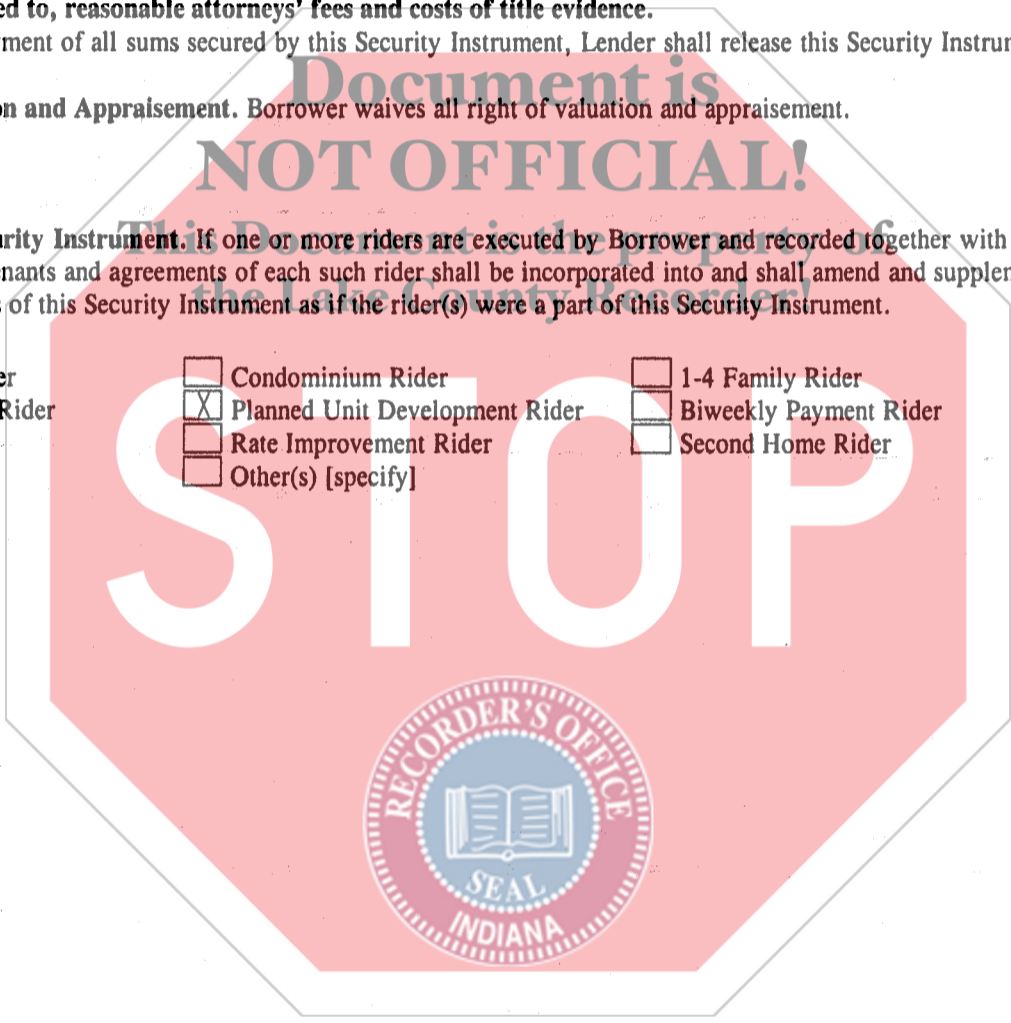 ed to, reasonable attorneys' fees and costs of title evidence.
ment of all sums secured by this Security Instrument, Lender shall release this Security Instrur
Document is
on and Appraisement. Borrower waives all right of valuation and appraisement.
NOT OFFICIAL!
This Document is the property of
rity Instrument. If one or more riders are executed by Borrower and recorded together with
nants and agreements of each such rider shall be incorporated into and shall amend and supplen
the Lake County Recorder!
of this Security Instrument as if the rider(s) were a part of this Security Instrument.
er Condominium Rider 1-4 Family Rider
Rider X Planned Unit Development Rider Biweekly Payment Rider
Rate Improvement Rider Second Home Rider
Other(s) [specify]
STOP
RECORDER'S OFFICE
SEAL
INDIANA